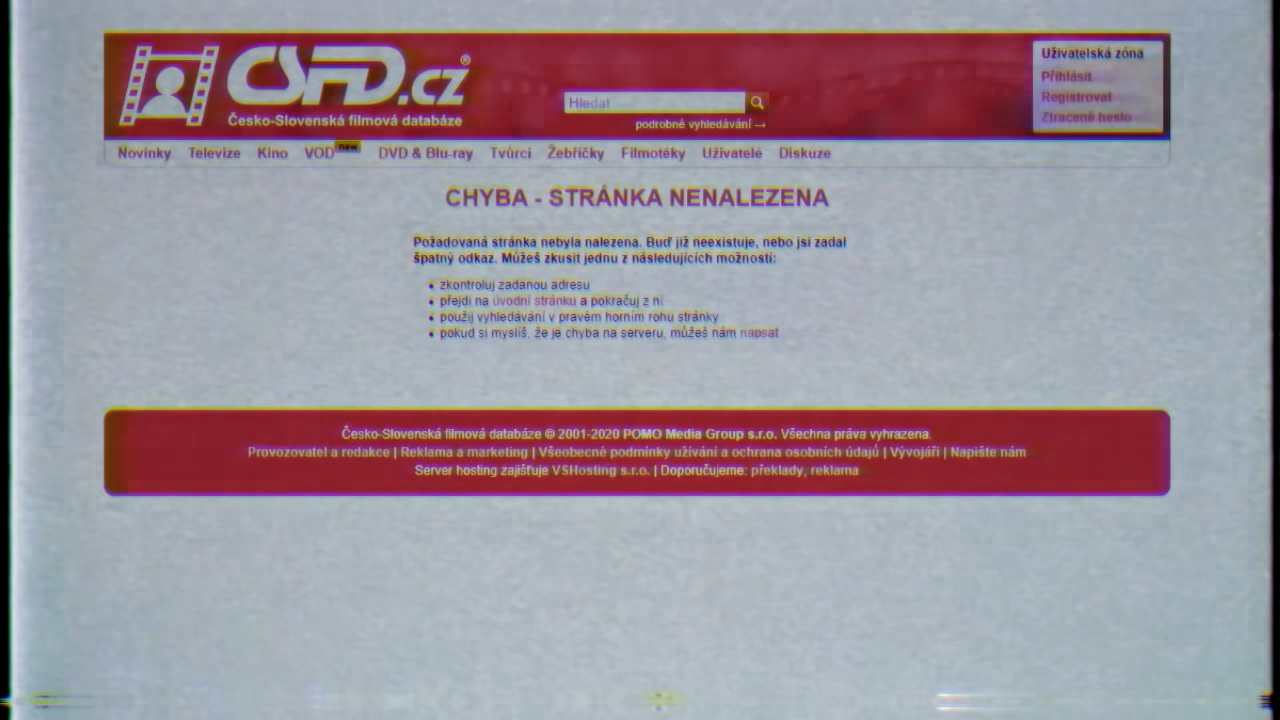 ČSFD.cz®
Česko-Slovenská filmová databáze
Hledat
podrobné vyhledávání →
Uživatelská zóna
Přihlásit
Registrovat
Ztracené heslo
Novinky Televize Kino VOD new DVD & Blu-ray Tvůrci Žebříčky Filmotéky Uživatelé Diskuze
CHYBA - STRÁNKA NENALEZENA
Požadovaná stránka nebyla nalezena. Buď již neexistuje, nebo jsi zadal
špatný odkaz. Můžeš zkusit jednu z následujících možností:
• zkontroluj zadanou adresu
• přejdi na úvodní stránku a pokračuj z ní
• použij vyhledávání v pravém horním rohu stránky
• pokud si myslíš, že je chyba na serveru, můžeš nám napsat
Česko-Slovenská filmová databáze © 2001-2020 POMO Media Group s.r.o. Všechna práva vyhrazena.
Provozovatel a redakce | Reklama a marketing | Všeobecné podmínky užívání a ochrana osobních údajů | Vývojáři | Napište nám
Server hosting zajišťuje VSHosting s.r.o. | Doporučujeme: překlady, reklama